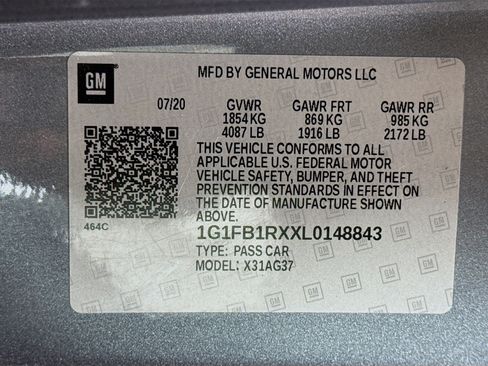 GM
MFD BY GENERAL MOTORS LLC
07/20 GVWR GAWR FRT GAWR RR
1854 KG 869 KG 985 KG
4087 LB 1916 LB 2172 LB
THIS VEHICLE CONFORMS TO ALL
APPLICABLE U.S. FEDERAL MOTOR
VEHICLE SAFETY, BUMPER, AND THEFT
PREVENTION STANDARDS IN EFFECT ON
THE DATE OF MANUFACTURE SHOWN
ABOVE.
464C
1G1FB1RXXL0148843
TYPE: PASS CAR
MODEL: X31AG37